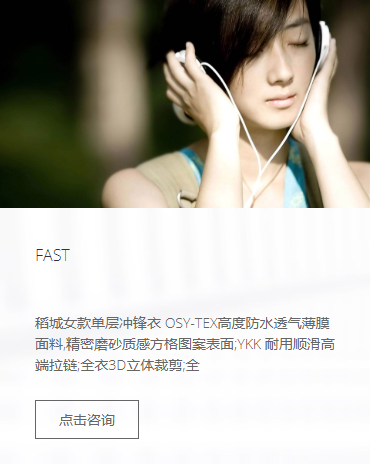 FAST
稻城女款单层冲锋衣 OSY-TEX高度防水透气薄膜
面料,精密磨砂质感方格图案表面;YKK 耐用顺滑高
端拉链;全衣3D立体裁剪;全
点击咨询